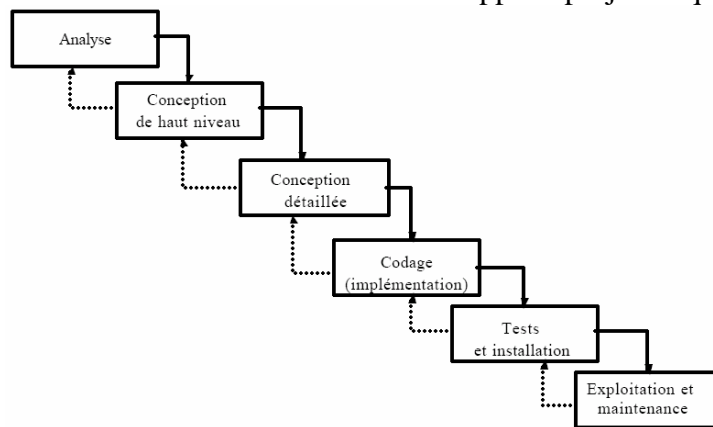 Analyse
Conception
de haut niveau
Conception
détaillée
Codage
(implémentation)
Tests
et installation
Exploitation et
maintenance